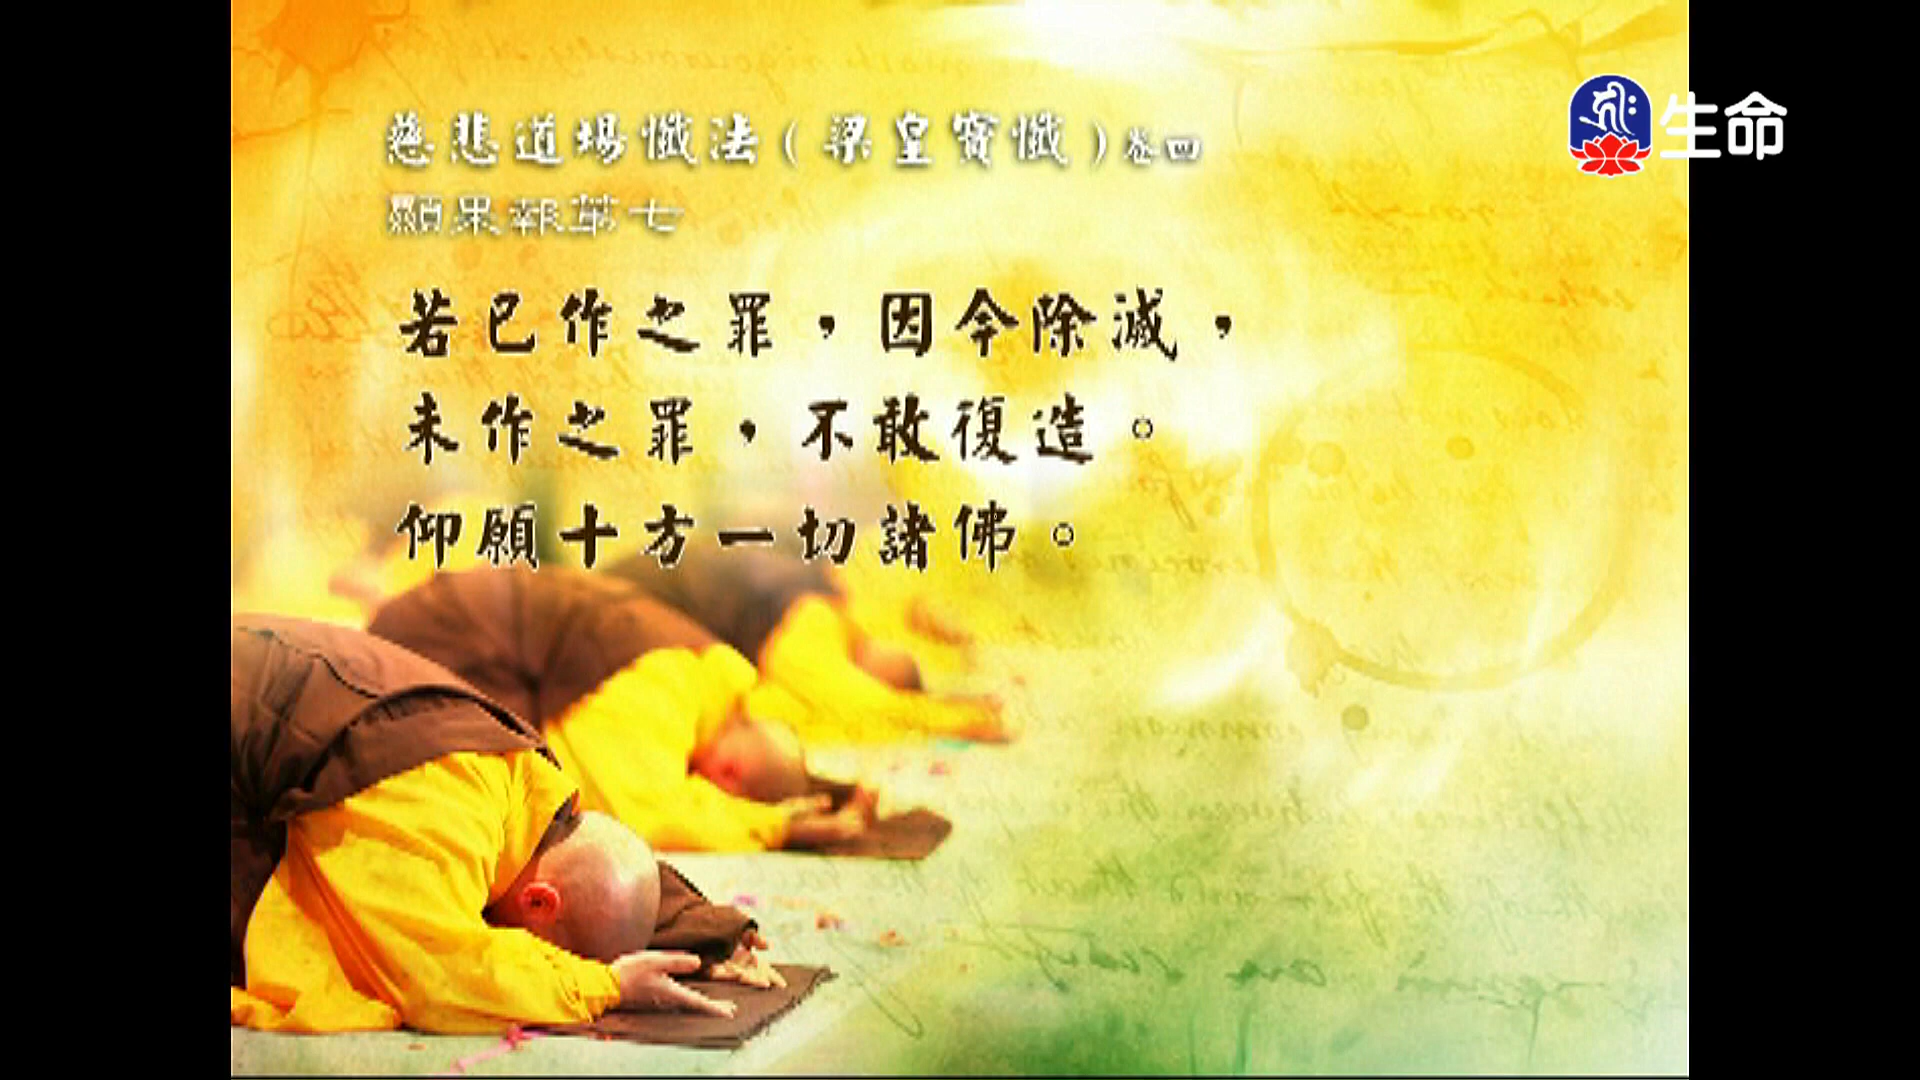 慈悲道場懺法（梁皇寶懺）卷四
顯果報第七
若已作之罪，因今除滅，
未作之罪，不敢復造。
仰願十方一切諸佛。
生命